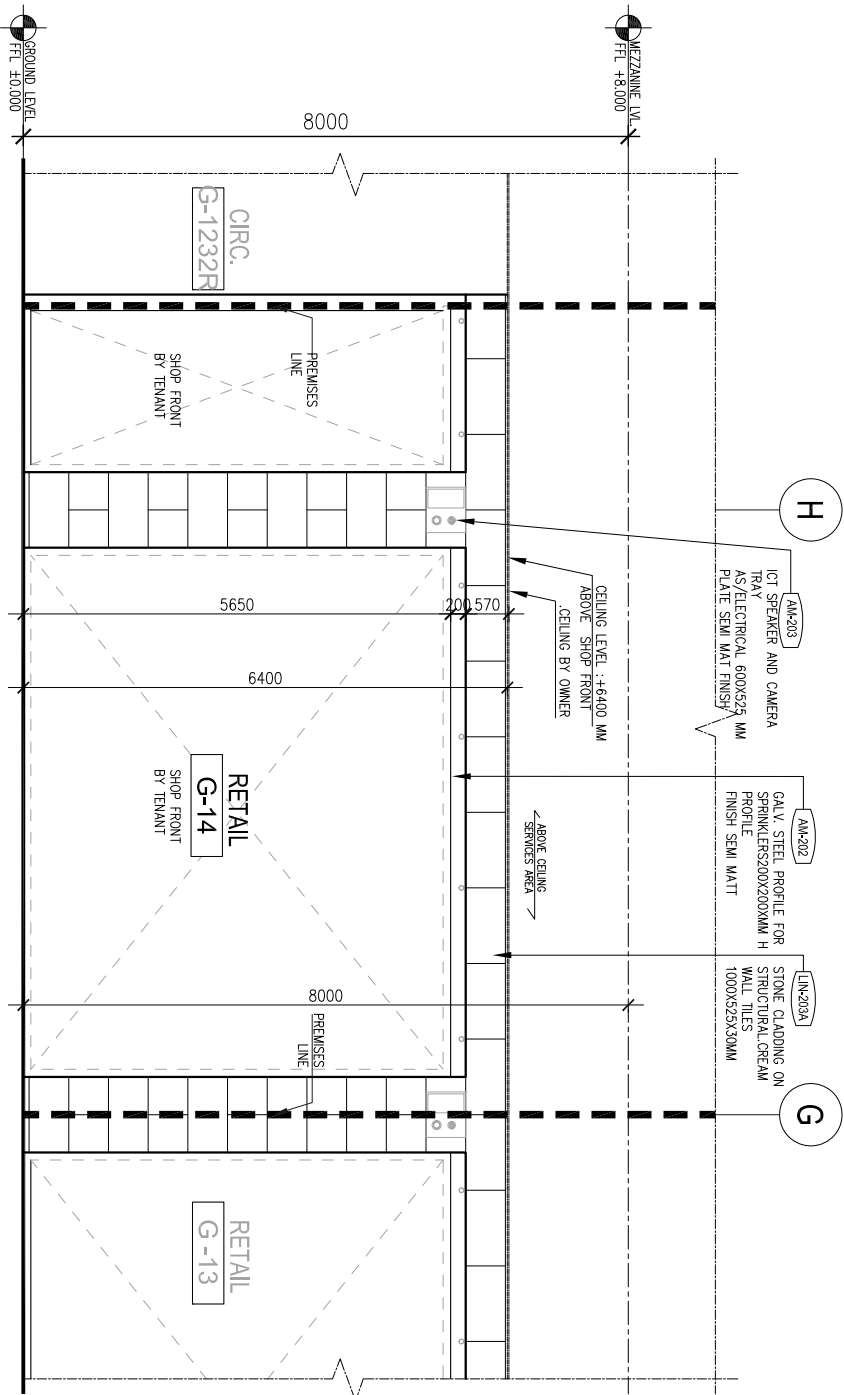 H
G
AM-203
ICT SPEAKER AND CAMERA
TRAY
AS/ELECTRICAL 600X525 MM
PLATE SEMI MAT FINISH
AM-202
GALV. STEEL PROFILE FOR
SPRINKLERS200X200XMM H
PROFILE
FINISH SEMI MATT
LIN-203A
STONE CLADDING ON
STRUCTURAL.CREAM
WALL TILES
1000X525X30MM
MEZZANINE LVL.
FFL +8.000
CEILING LEVEL :+6400 MM
ABOVE SHOP FRONT
.CEILING BY OWNER
ABOVE CEILING
SERVICES AREA
8000
570
200
5650
6400
8000
PREMISES
LINE
PREMISES
LINE
CIRC.
G-1232R
SHOP FRONT
BY TENANT
RETAIL
G-14
SHOP FRONT
BY TENANT
RETAIL
G -13
GROUND LEVEL
FFL ±0.000